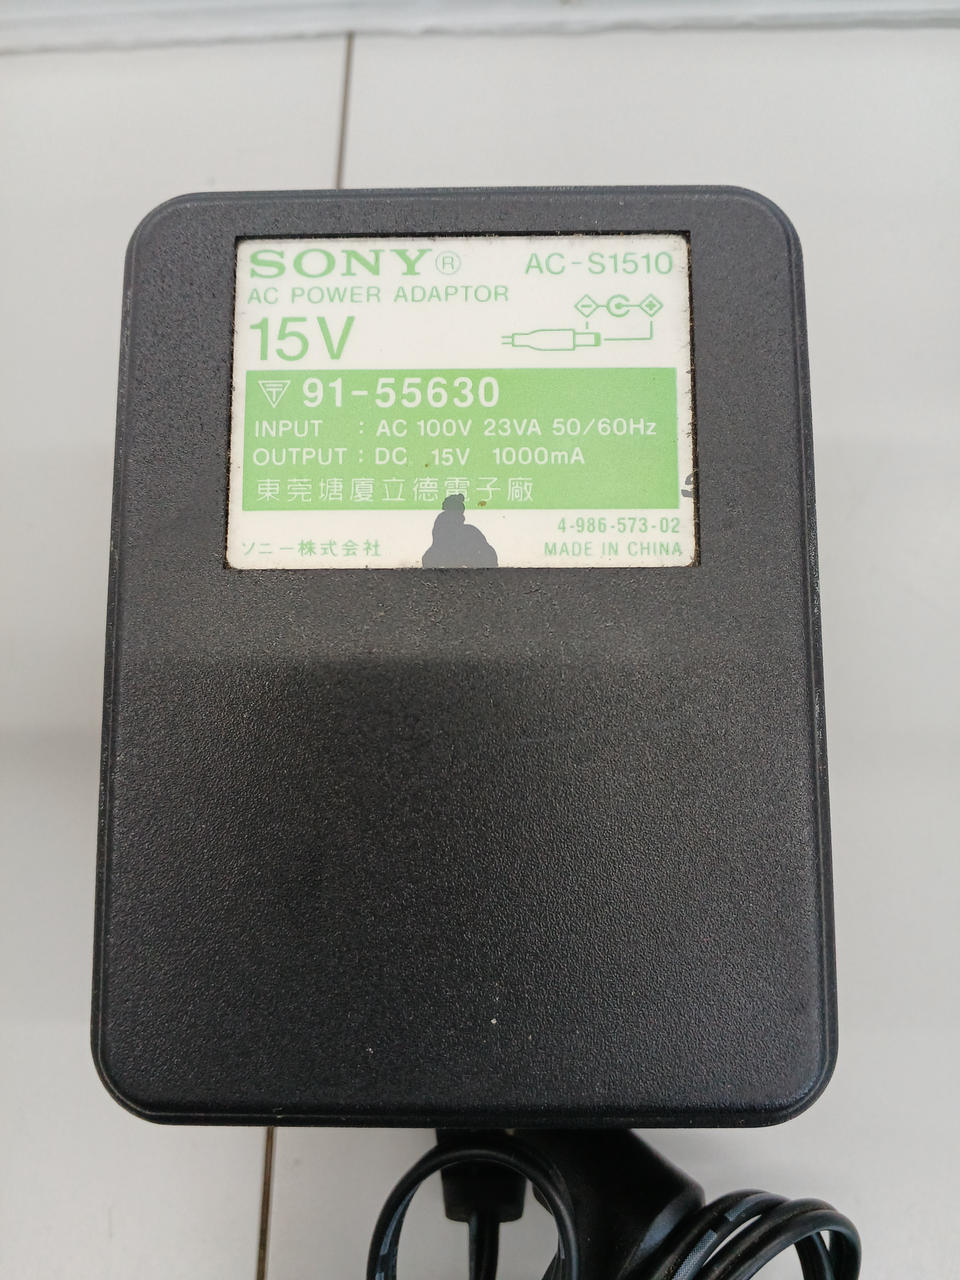 SONY® AC-S1510
AC POWER ADAPTOR
15V
91-55630
INPUT : AC 100V 23VA 50/60Hz
OUTPUT : DC 15V 1000mA
東莞塘厦立德電子廠
4-986-573-02
ソニー株式会社 MADE IN CHINA